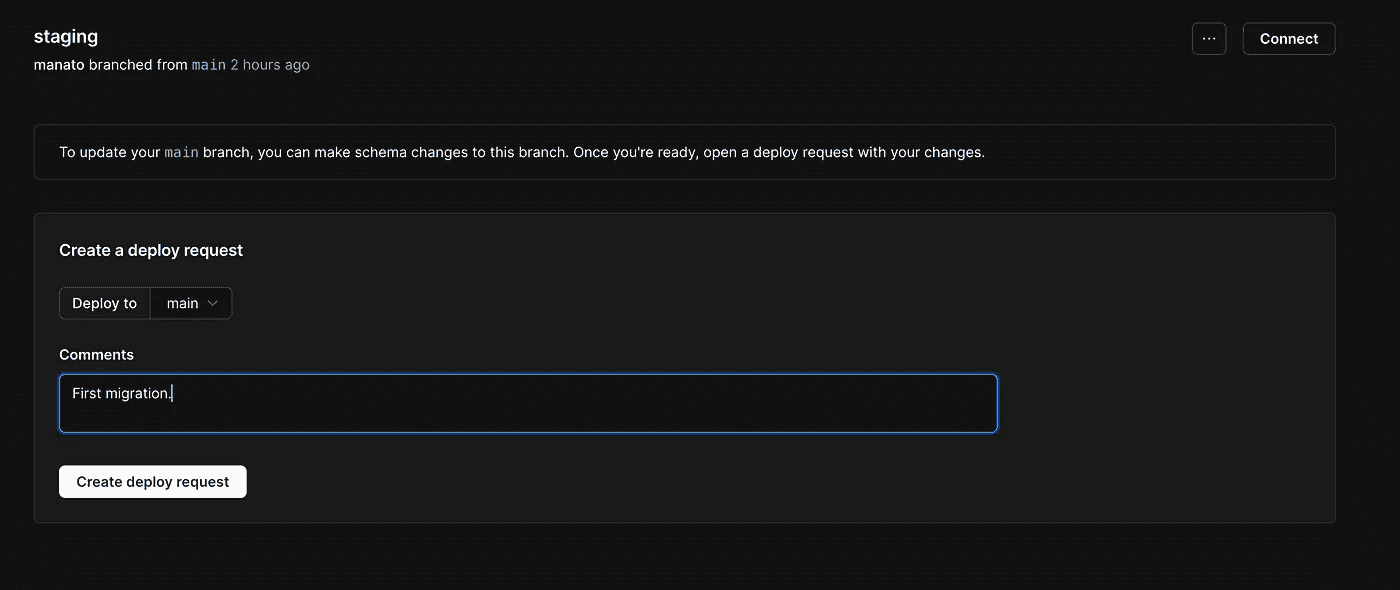 staging
manato branched from main 2 hours ago
... Connect
To update your main branch, you can make schema changes to this branch. Once you're ready, open a deploy request with your changes.
Create a deploy request
Deploy to main
Comments
First migration.
Create deploy request